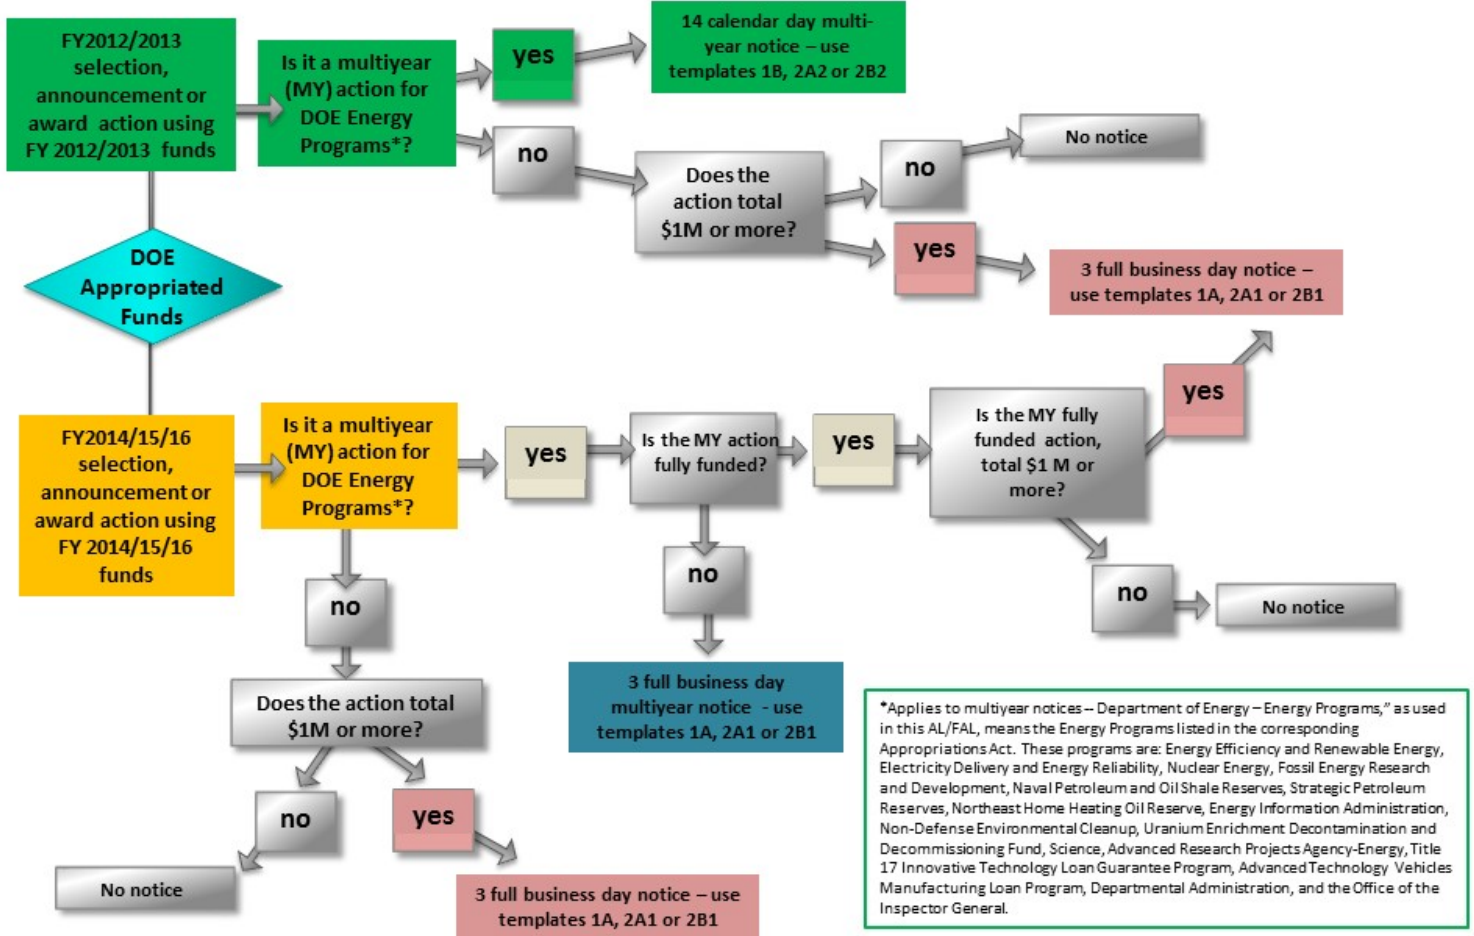 FY2012/2013
selection,
announcement or
award action using
FY 2012/2013 funds
Is it a multiyear
(MY) action for
DOE Energy
Programs*?
yes
14 calendar day multi-
year notice – use
templates 1B, 2A2 or 2B2
no
Does the
action total
$1M or more?
no
No notice
yes
3 full business day notice –
use templates 1A, 2A1 or 2B1
DOE
Appropriated
Funds
FY2014/15/16
selection,
announcement or
award action using
FY 2014/15/16
funds
Is it a multiyear
(MY) action for
DOE Energy
Programs*?
yes
Is the MY action
fully funded?
yes
Is the MY fully
funded action,
total $1 M or
more?
yes
no
No notice
no
3 full business day
multiyear notice - use
templates 1A, 2A1 or 2B1
no
Does the action total
$1M or more?
no
No notice
yes
3 full business day notice – use
templates 1A, 2A1 or 2B1
*Applies to multiyear notices -- Department of Energy – Energy Programs,” as used
in this AL/FAL, means the Energy Programs listed in the corresponding
Appropriations Act. These programs are: Energy Efficiency and Renewable Energy,
Electricity Delivery and Energy Reliability, Nuclear Energy, Fossil Energy Research
and Development, Naval Petroleum and Oil Shale Reserves, Strategic Petroleum
Reserves, Northeast Home Heating Oil Reserve, Energy Information Administration,
Non-Defense Environmental Cleanup, Uranium Enrichment Decontamination and
Decommissioning Fund, Science, Advanced Research Projects Agency-Energy, Title
17 Innovative Technology Loan Guarantee Program, Advanced Technology Vehicles
Manufacturing Loan Program, Departmental Administration, and the Office of the
Inspector General.